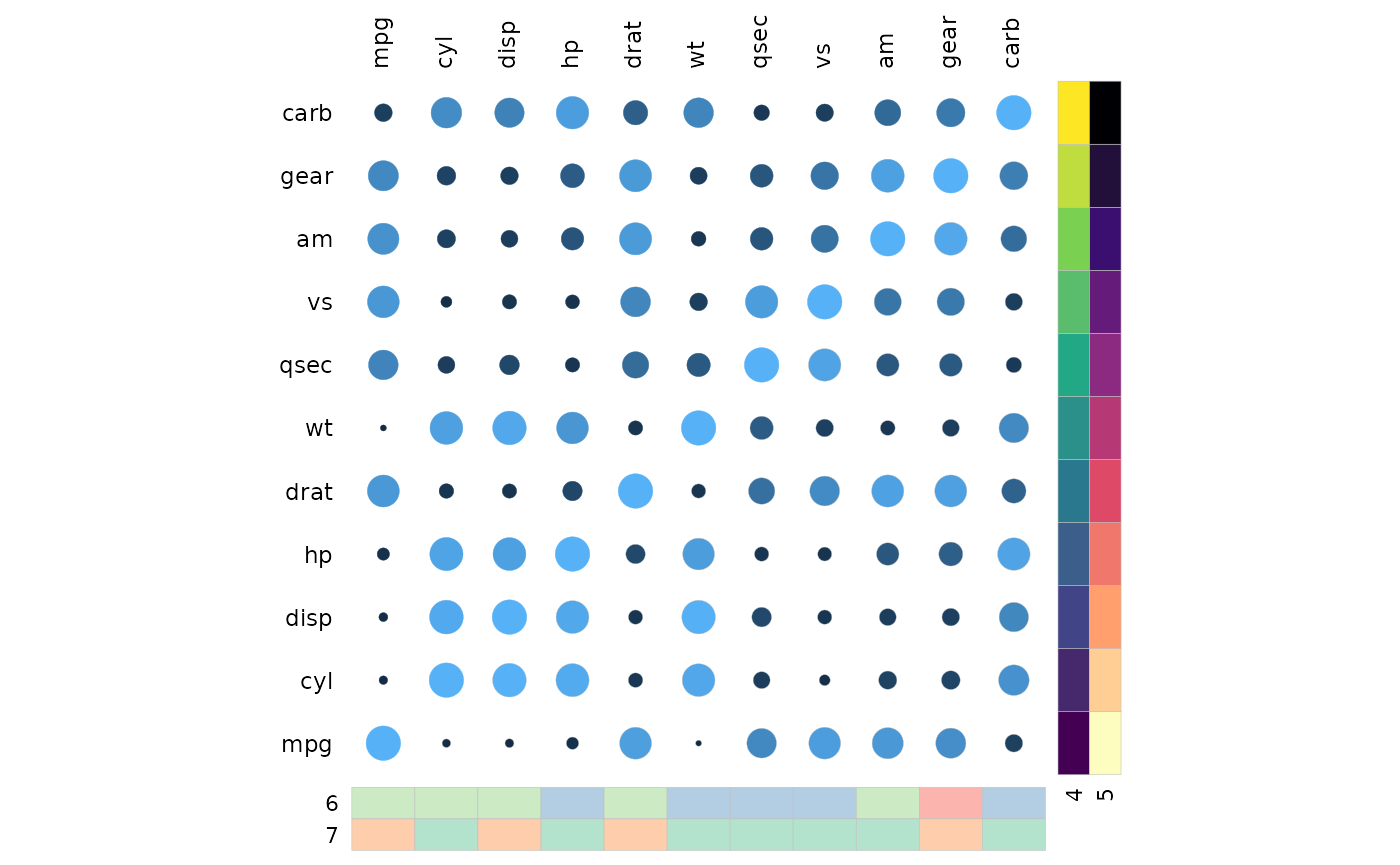 mpg cyl disp hp drat wt qsec vs am gear carb
carb
gear
am
vs
qsec
wt
drat
hp
disp
cyl
mpg
4 5
6
7